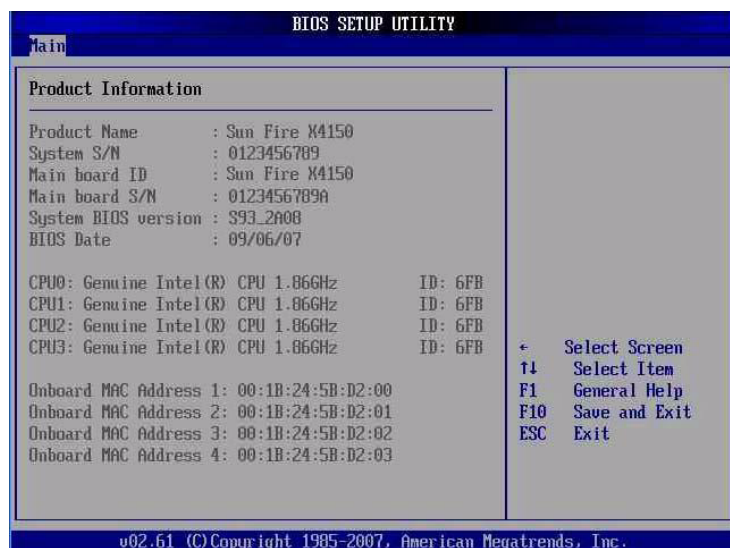 BIOS SETUP UTILITY
Main
Product Information
Product Name : Sun Fire X4150
System S/N : 0123456789
Main board ID : Sun Fire X4150
Main board S/N : 0123456789A
System BIOS version : S93_2A08
BIOS Date : 09/06/07
CPU0: Genuine Intel(R) CPU 1.86GHz ID: 6FB
CPU1: Genuine Intel(R) CPU 1.86GHz ID: 6FB
CPU2: Genuine Intel(R) CPU 1.86GHz ID: 6FB
CPU3: Genuine Intel(R) CPU 1.86GHz ID: 6FB
Onboard MAC Address 1: 00:1B:24:5B:D2:00
Onboard MAC Address 2: 00:1B:24:5B:D2:01
Onboard MAC Address 3: 00:1B:24:5B:D2:02
Onboard MAC Address 4: 00:1B:24:5B:D2:03
← Select Screen
↑↓ Select Item
F1 General Help
F10 Save and Exit
ESC Exit
v02.61 (C)Copyright 1985-2007, American Megatrends, Inc.